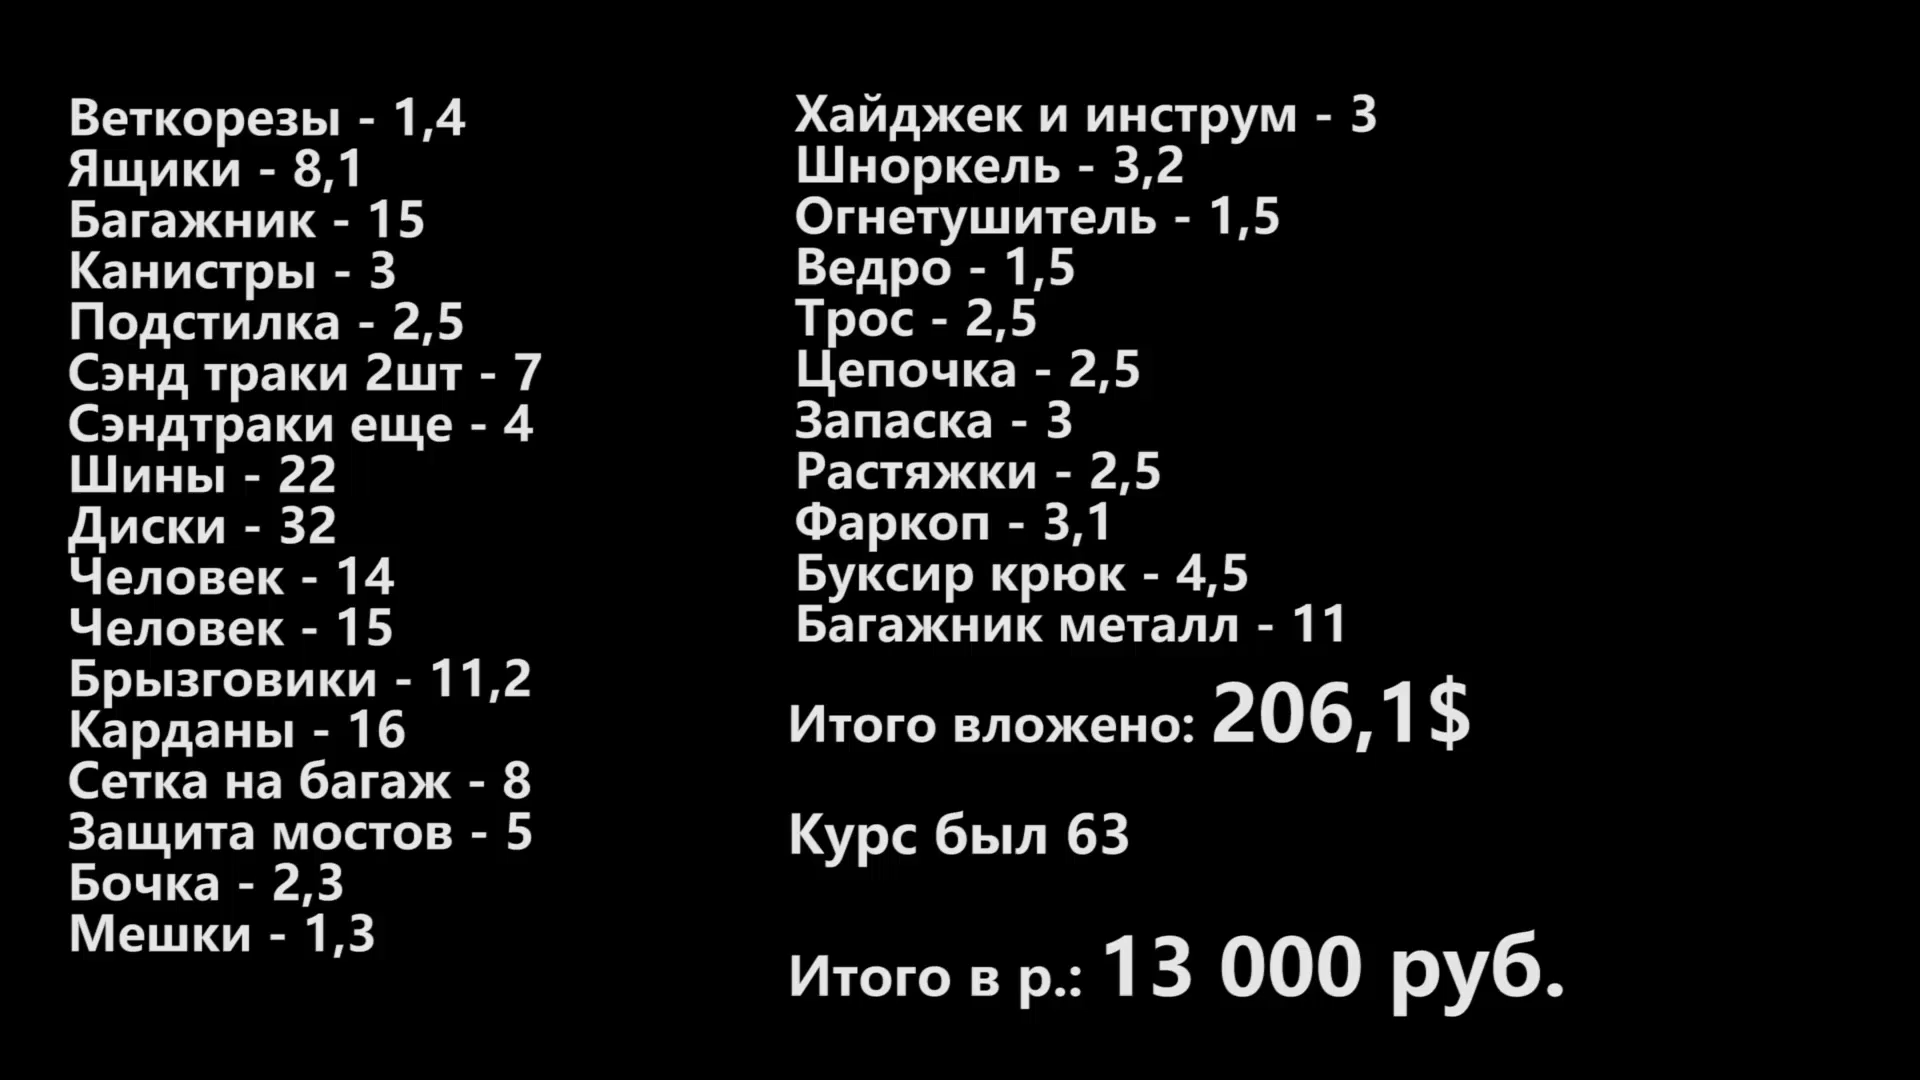 Веткорезы - 1,4
Ящики - 8,1
Багажник - 15
Канистры - 3
Подстилка - 2,5
Сэнд траки 2шт - 7
Сэндтраки еще - 4
Шины - 22
Диски - 32
Человек - 14
Человек - 15
Брызговики - 11,2
Карданы - 16
Сетка на багаж - 8
Защита мостов - 5
Бочка - 2,3
Мешки - 1,3
Хайджек и инструм - 3
Шноркель - 3,2
Огнетушитель - 1,5
Ведро - 1,5
Трос - 2,5
Цепочка - 2,5
Запаска - 3
Растяжки - 2,5
Фаркоп - 3,1
Буксир крюк - 4,5
Багажник металл - 11
Итого вложено: 206,1$
Курс был 63
Итого в р.: 13 000 руб.